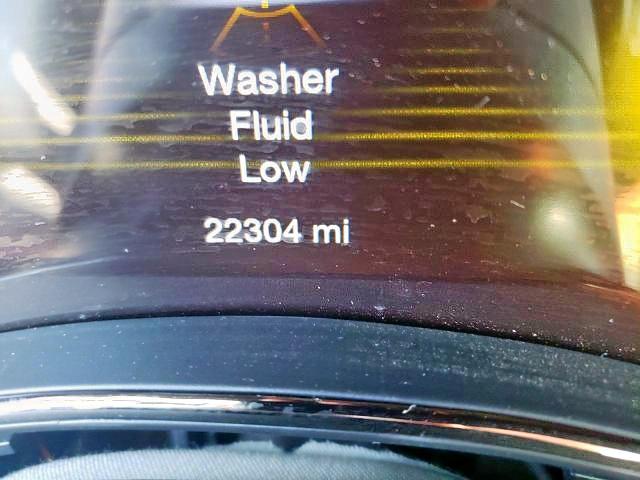 Washer
Fluid
Low
22304 mi